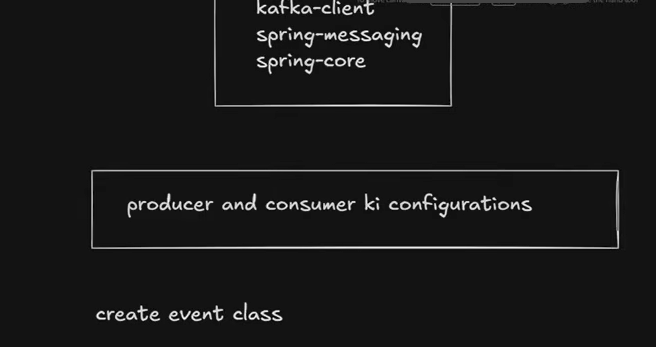 kafka-client
spring-messaging
spring-core
producer and consumer ki configurations
create event class